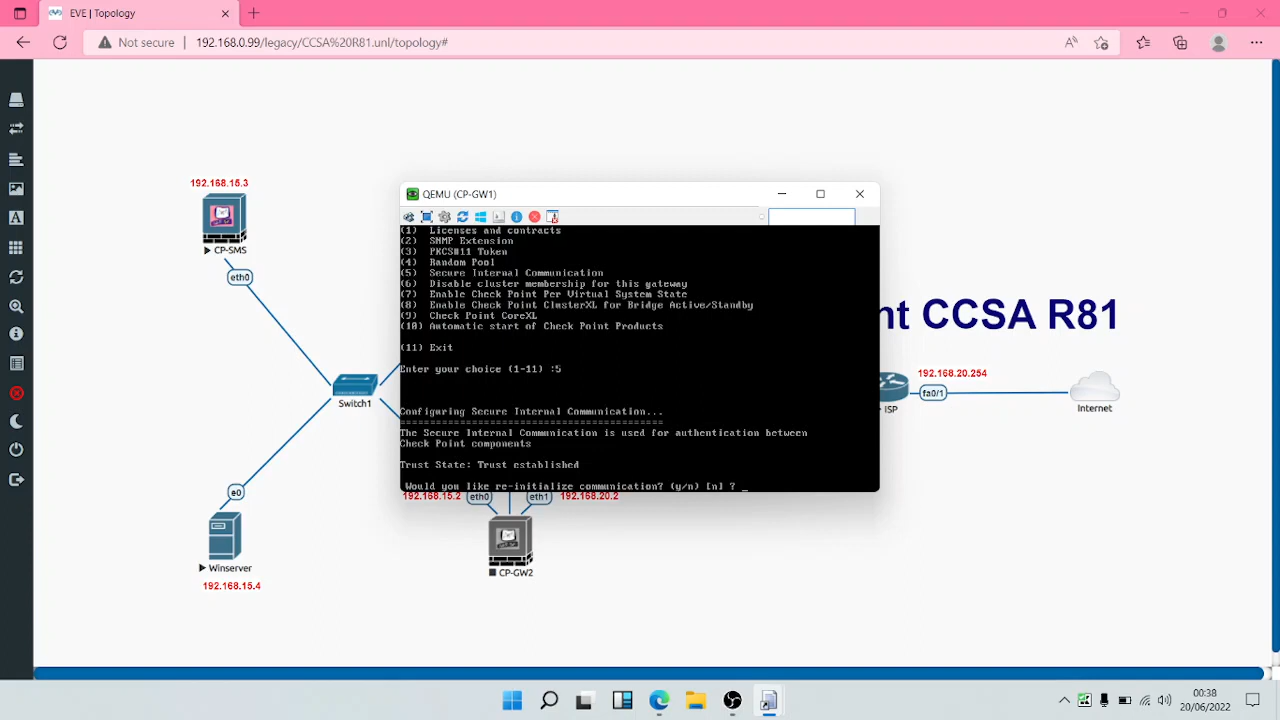 EVE | Topology
Not secure
192.168.0.99/legacy/CCSA%20R81.unl/topology#
192.168.15.3
CP-SMS
eth0
QEMU (CP-GW1)
(1) Licenses and contracts
(2) SNMP Extension
(3) PKCS#11 Token
(4) Random Pool
(5) Secure Internal Communication
(6) Disable cluster membership for this gateway
(7) Enable Check Point Per Virtual System State
(8) Enable Check Point ClusterXL for Bridge Active/Standby
(9) Check Point CoreXL
(10) Automatic start of Check Point Products
(11) Exit
Enter your choice (1-11) :5
Configuring Secure Internal Communication...
============================================
The Secure Internal Communication is used for authentication between
Check Point components
Trust State: Trust established
Would you like re-initialize communication? (y/n) [n] ? _
nt CCSA R81
192.168.20.254
fa0/1
ISP
Internet
Switch1
192.168.15.2
eth0
eth1
192.168.20.2
CP-GW2
e0
Winserver
192.168.15.4
00:38
20/06/2022